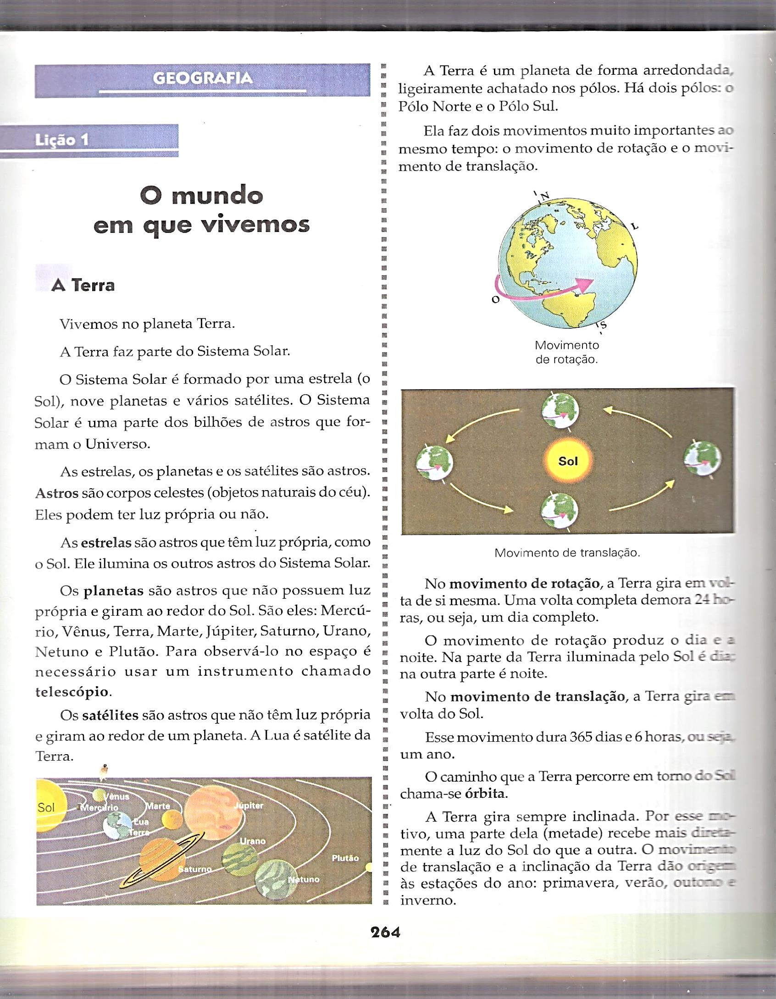 GEOGRAFIA
Lição 1
O mundo
em que vivemos
A Terra
Vivemos no planeta Terra.
A Terra faz parte do Sistema Solar.
O Sistema Solar é formado por uma estrela (o
Sol), nove planetas e vários satélites. O Sistema
Solar é uma parte dos bilhões de astros que for-
mam o Universo.
As estrelas, os planetas e os satélites são astros.
Astros são corpos celestes (objetos naturais do céu).
Eles podem ter luz própria ou não.
As estrelas são astros que têm luz própria, como
o Sol. Ele ilumina os outros astros do Sistema Solar.
Os planetas são astros que não possuem luz
própria e giram ao redor do Sol. São eles: Mercú-
rio, Vênus, Terra, Marte, Júpiter, Saturno, Urano,
Netuno e Plutão. Para observá-lo no espaço é
necessário usar um instrumento chamado
telescópio.
Os satélites são astros que não têm luz própria
e giram ao redor de um planeta. A Lua é satélite da
Terra.
Sol
Vênus
Mercúrio
Marte
Júpiter
Lua
Terra
Urano
Plutão
Saturno
Netuno
A Terra é um planeta de forma arredondada,
ligeiramente achatado nos pólos. Há dois pólos: o
Pólo Norte e o Pólo Sul.
Ela faz dois movimentos muito importantes ao
mesmo tempo: o movimento de rotação e o movi-
mento de translação.
N
L
O
S
Movimento
de rotação.
Sol
Movimento de translação.
No movimento de rotação, a Terra gira em vol-
ta de si mesma. Uma volta completa demora 24 ho-
ras, ou seja, um dia completo.
O movimento de rotação produz o dia e a
noite. Na parte da Terra iluminada pelo Sol é dia;
na outra parte é noite.
No movimento de translação, a Terra gira em
volta do Sol.
Esse movimento dura 365 dias e 6 horas, ou seja,
um ano.
O caminho que a Terra percorre em torno do Sol
chama-se órbita.
A Terra gira sempre inclinada. Por esse mo-
tivo, uma parte dela (metade) recebe mais direta-
mente a luz do Sol do que a outra. O movimento
de translação e a inclinação da Terra dão origem
às estações do ano: primavera, verão, outono e
inverno.
264